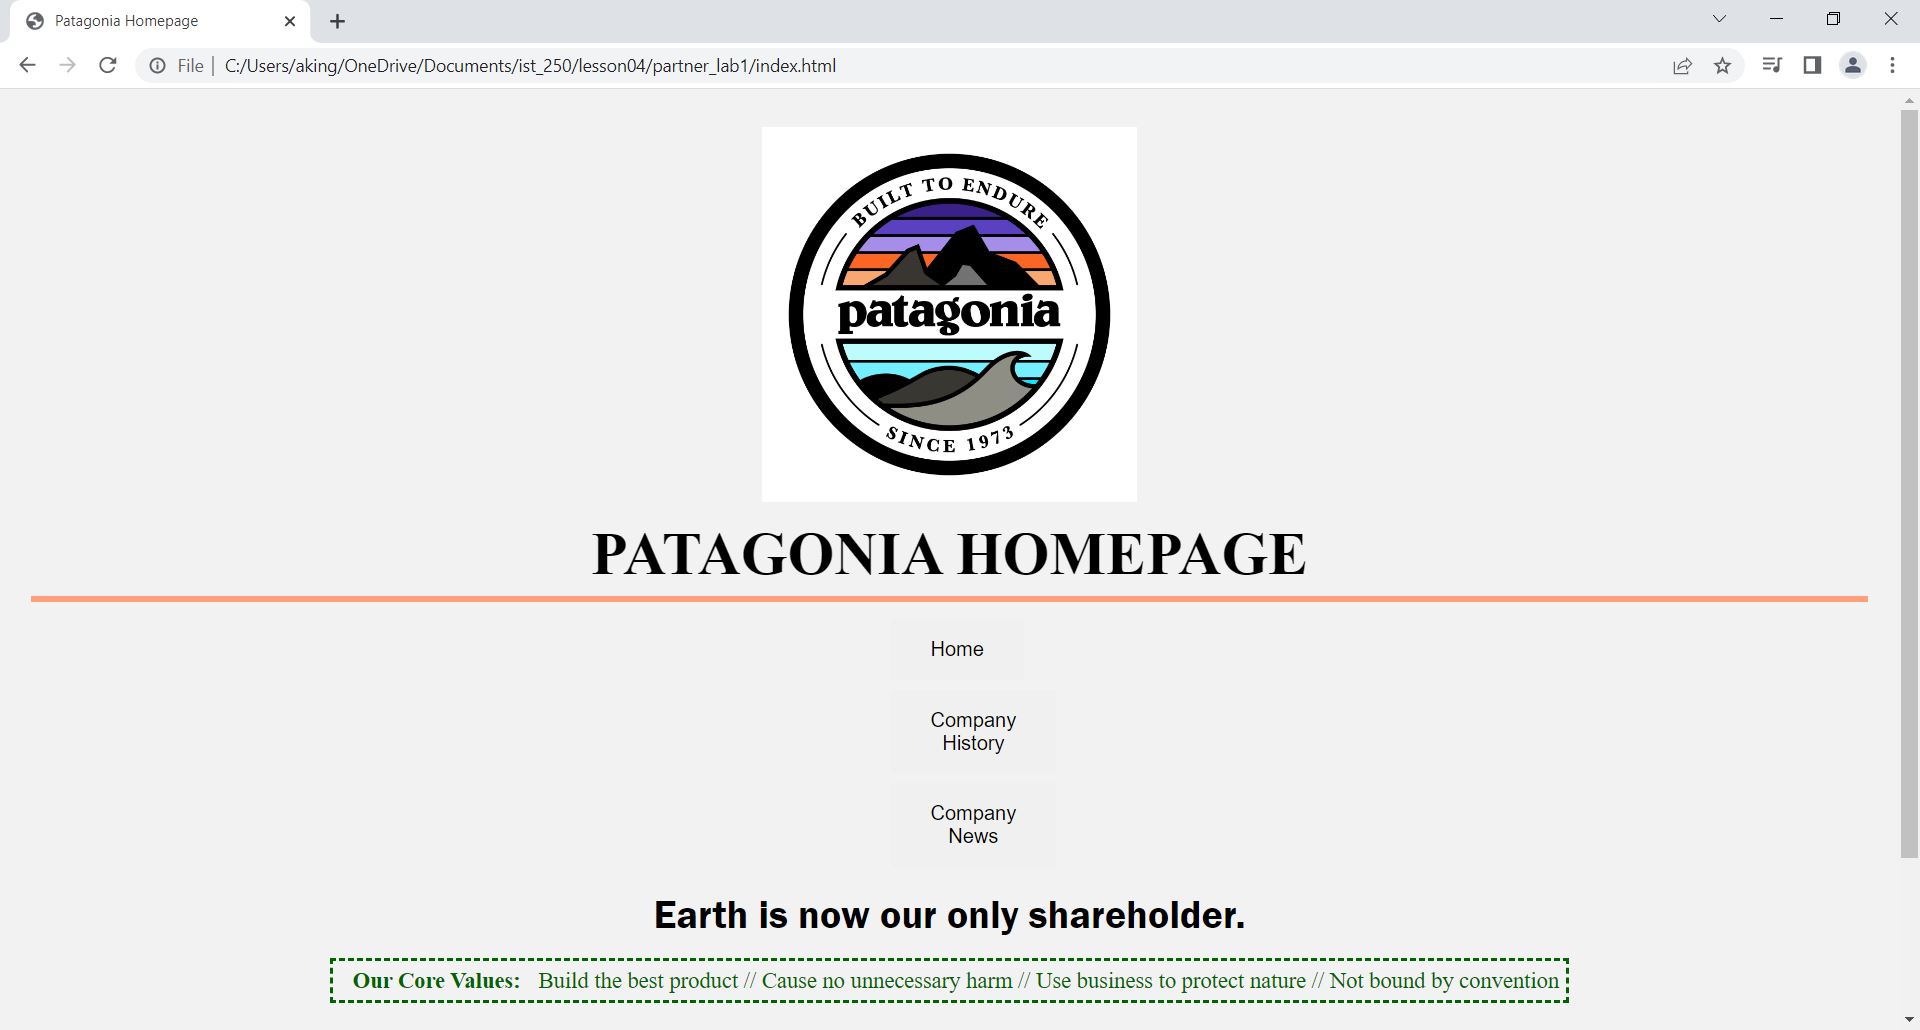 Patagonia Homepage
File | C:/Users/aking/OneDrive/Documents/ist_250/lesson04/partner_lab1/index.html
BUILT TO ENDURE
patagonia
SINCE 1973
PATAGONIA HOMEPAGE
Home
Company
History
Company
News
Earth is now our only shareholder.
Our Core Values: Build the best product // Cause no unnecessary harm // Use business to protect nature // Not bound by convention